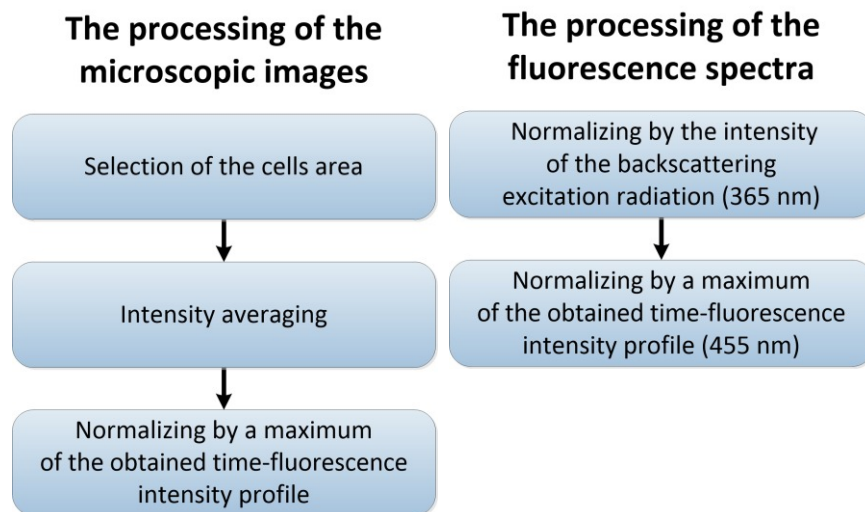 The processing of the
microscopic images
Selection of the cells area
Intensity averaging
Normalizing by a maximum
of the obtained time-fluorescence
intensity profile
The processing of the
fluorescence spectra
Normalizing by the intensity
of the backscattering
excitation radiation (365 nm)
Normalizing by a maximum
of the obtained time-fluorescence
intensity profile (455 nm)